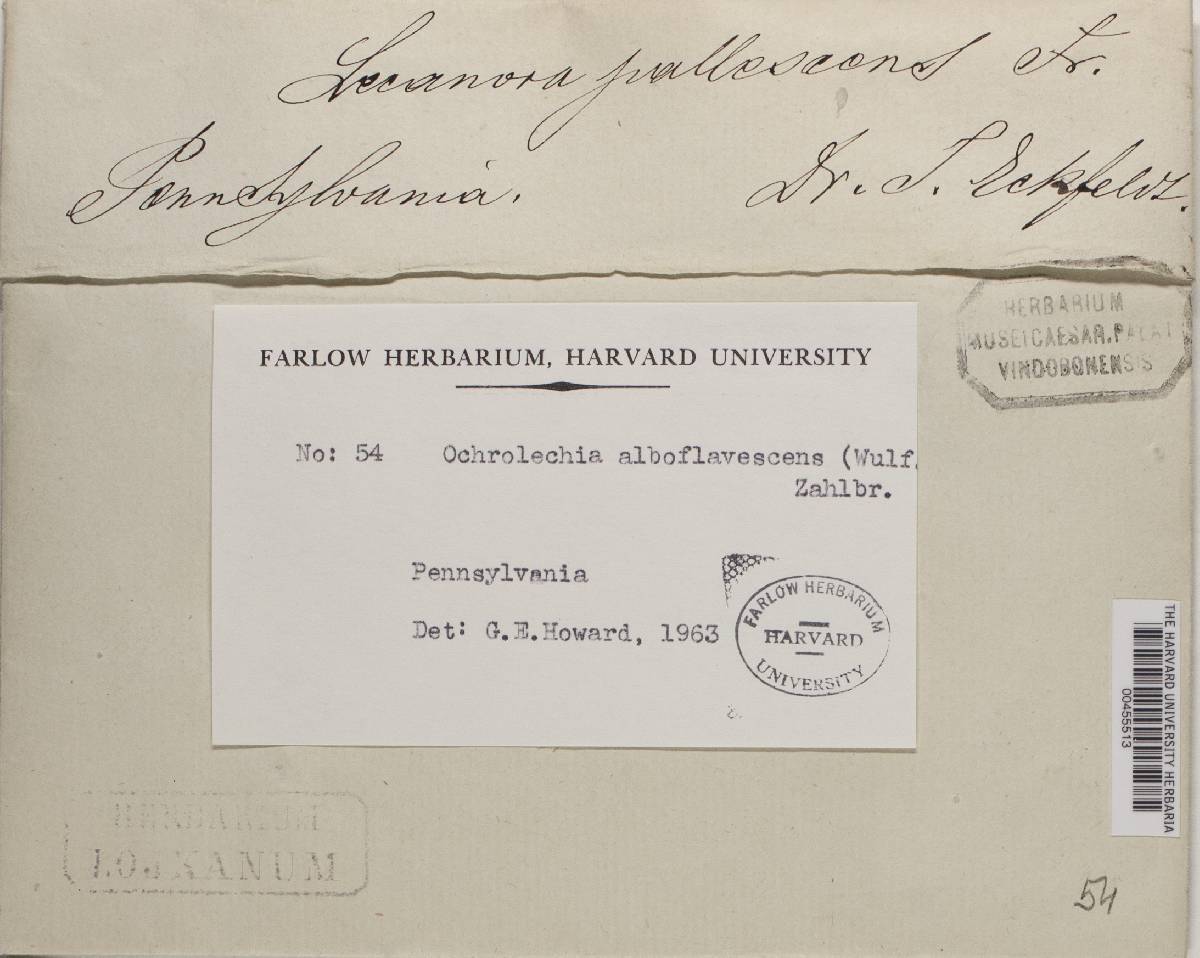 Lecanora pallescens Fr.
Pennsylvania. Dr. J. Eckfeldt.
HERBARIUM
MUSEI CAESAR. PALAT
VINDOBONENSIS
FARLOW HERBARIUM, HARVARD UNIVERSITY
No: 54 Ochrolechia alboflavescens (Wulf.
Zahlbr.
Pennsylvania
Det: G.E.Howard, 1963
FARLOW HERBARIUM
HARVARD
UNIVERSITY
THE HARVARD UNIVERSITY HERBARIA
00455513
HERBARIUM
LOJKANUM
54